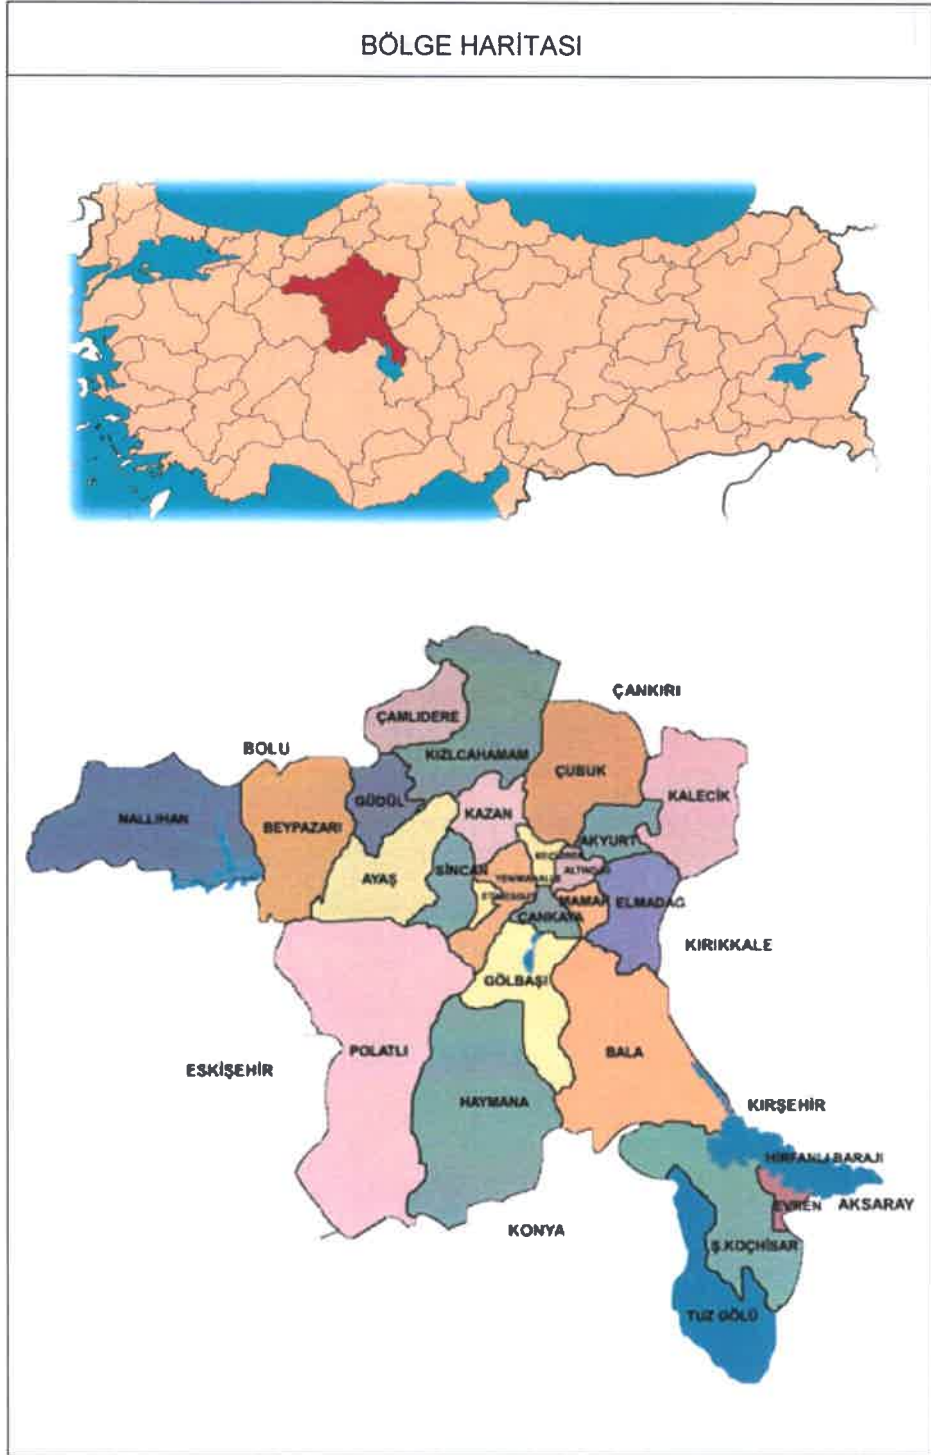 BÖLGE HARİTASI
ÇANKIRI
ÇAMLIDERE
BOLU
KIZLCAHAMAM
ÇUBUK
KALECİK
GÜDÜL
NALLIHAN
KAZAN
BEYPAZARI
AKYURT
AYAŞ
SİNCAN
ALTINDAĞ
MAMAK
ELMADAĞ
ÇANKAYA
KIRIKKALE
GÖLBAŞI
POLATLI
BALA
ESKİŞEHİR
HAYMANA
KIRŞEHİR
HİRFANLI BARAJI
EVREN
AKSARAY
KONYA
Ş.KOÇHİSAR
TUZ GÖLÜ